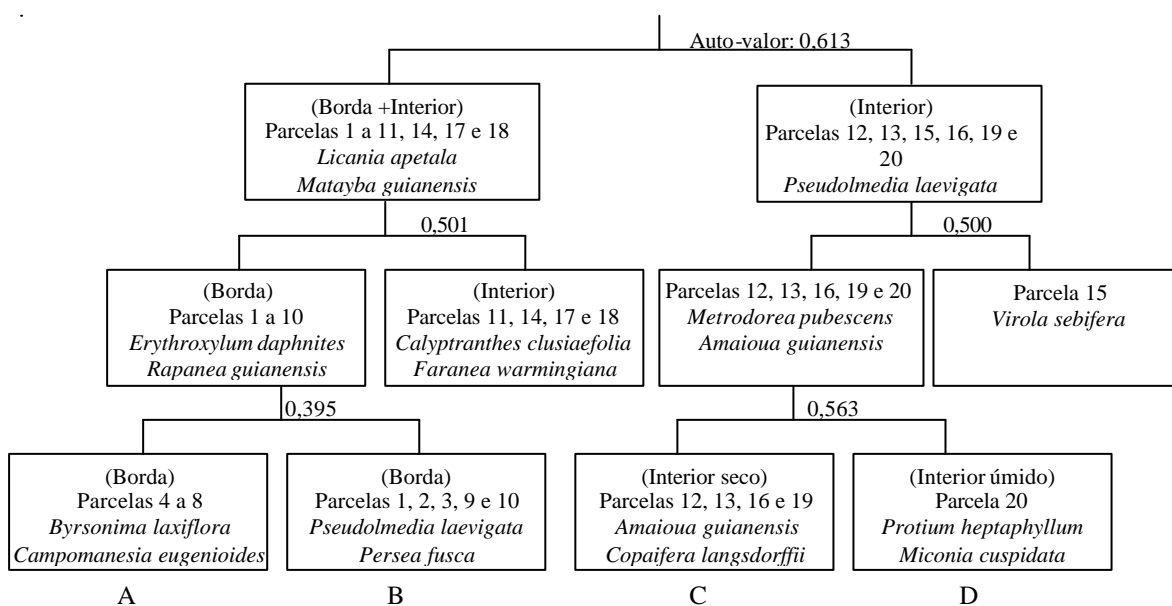 Auto-valor: 0,613
(Borda +Interior)
Parcelas 1 a 11, 14, 17 e 18
Licania apetala
Matayba guianensis
(Interior)
Parcelas 12, 13, 15, 16, 19 e
20
Pseudolmedia laevigata
0,501
0,500
(Borda)
Parcelas 1 a 10
Erythroxylum daphnites
Rapanea guianensis
(Interior)
Parcelas 11, 14, 17 e 18
Calyptranthes clusiaefolia
Faranea warmingiana
Parcelas 12, 13, 16, 19 e 20
Metrodorea pubescens
Amaioua guianensis
Parcela 15
Virola sebifera
0,395
0,563
(Borda)
Parcelas 4 a 8
Byrsonima laxiflora
Campomanesia eugenioides
(Borda)
Parcelas 1, 2, 3, 9 e 10
Pseudolmedia laevigata
Persea fusca
(Interior seco)
Parcelas 12, 13, 16 e 19
Amaioua guianensis
Copaifera langsdorffii
(Interior úmido)
Parcela 20
Protium heptaphyllum
Miconia cuspidata
A
B
C
D